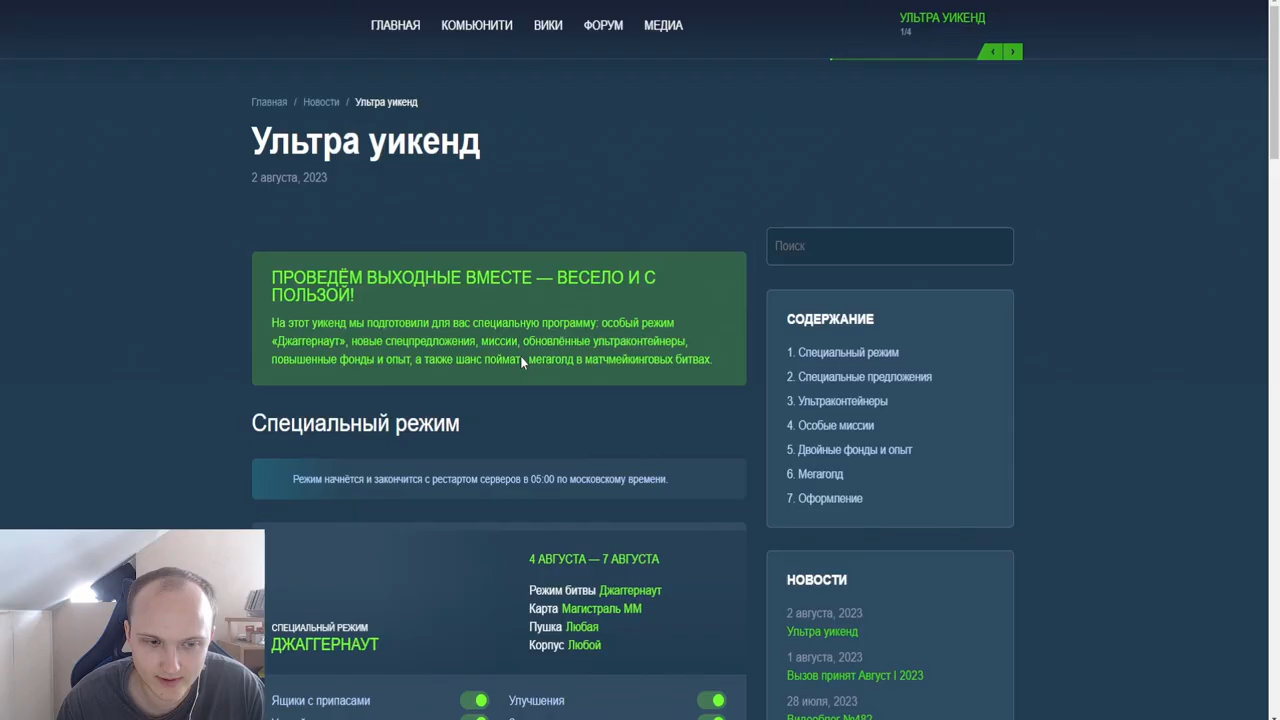 ГЛАВНАЯ КОМЬЮНИТИ ВИКИ ФОРУМ МЕДИА
УЛЬТРА УИКЕНД
1/4
Главная / Новости / Ультра уикенд
Ультра уикенд
2 августа, 2023
ПРОВЕДЁМ ВЫХОДНЫЕ ВМЕСТЕ — ВЕСЕЛО И С
ПОЛЬЗОЙ!
На этот уикенд мы подготовили для вас специальную программу: особый режим
«Джаггернаут», новые спецпредложения, миссии, обновлённые ультраконтейнеры,
повышенные фонды и опыт, а также шанс поймать мегаголд в матчмейкинговых битвах.
Специальный режим
Режим начнётся и закончится с рестартом серверов в 05:00 по московскому времени.
СПЕЦИАЛЬНЫЙ РЕЖИМ
ДЖАГГЕРНАУТ
4 АВГУСТА — 7 АВГУСТА
Режим битвы Джаггернаут
Карта Магистраль ММ
Пушка Любая
Корпус Любой
Ящики с припасами
Улучшения
Поиск
СОДЕРЖАНИЕ
1. Специальный режим
2. Специальные предложения
3. Ультраконтейнеры
4. Особые миссии
5. Двойные фонды и опыт
6. Мегаголд
7. Оформление
НОВОСТИ
2 августа, 2023
Ультра уикенд
1 августа, 2023
Вызов принят Август I 2023
28 июля, 2023
Видеоблог №482